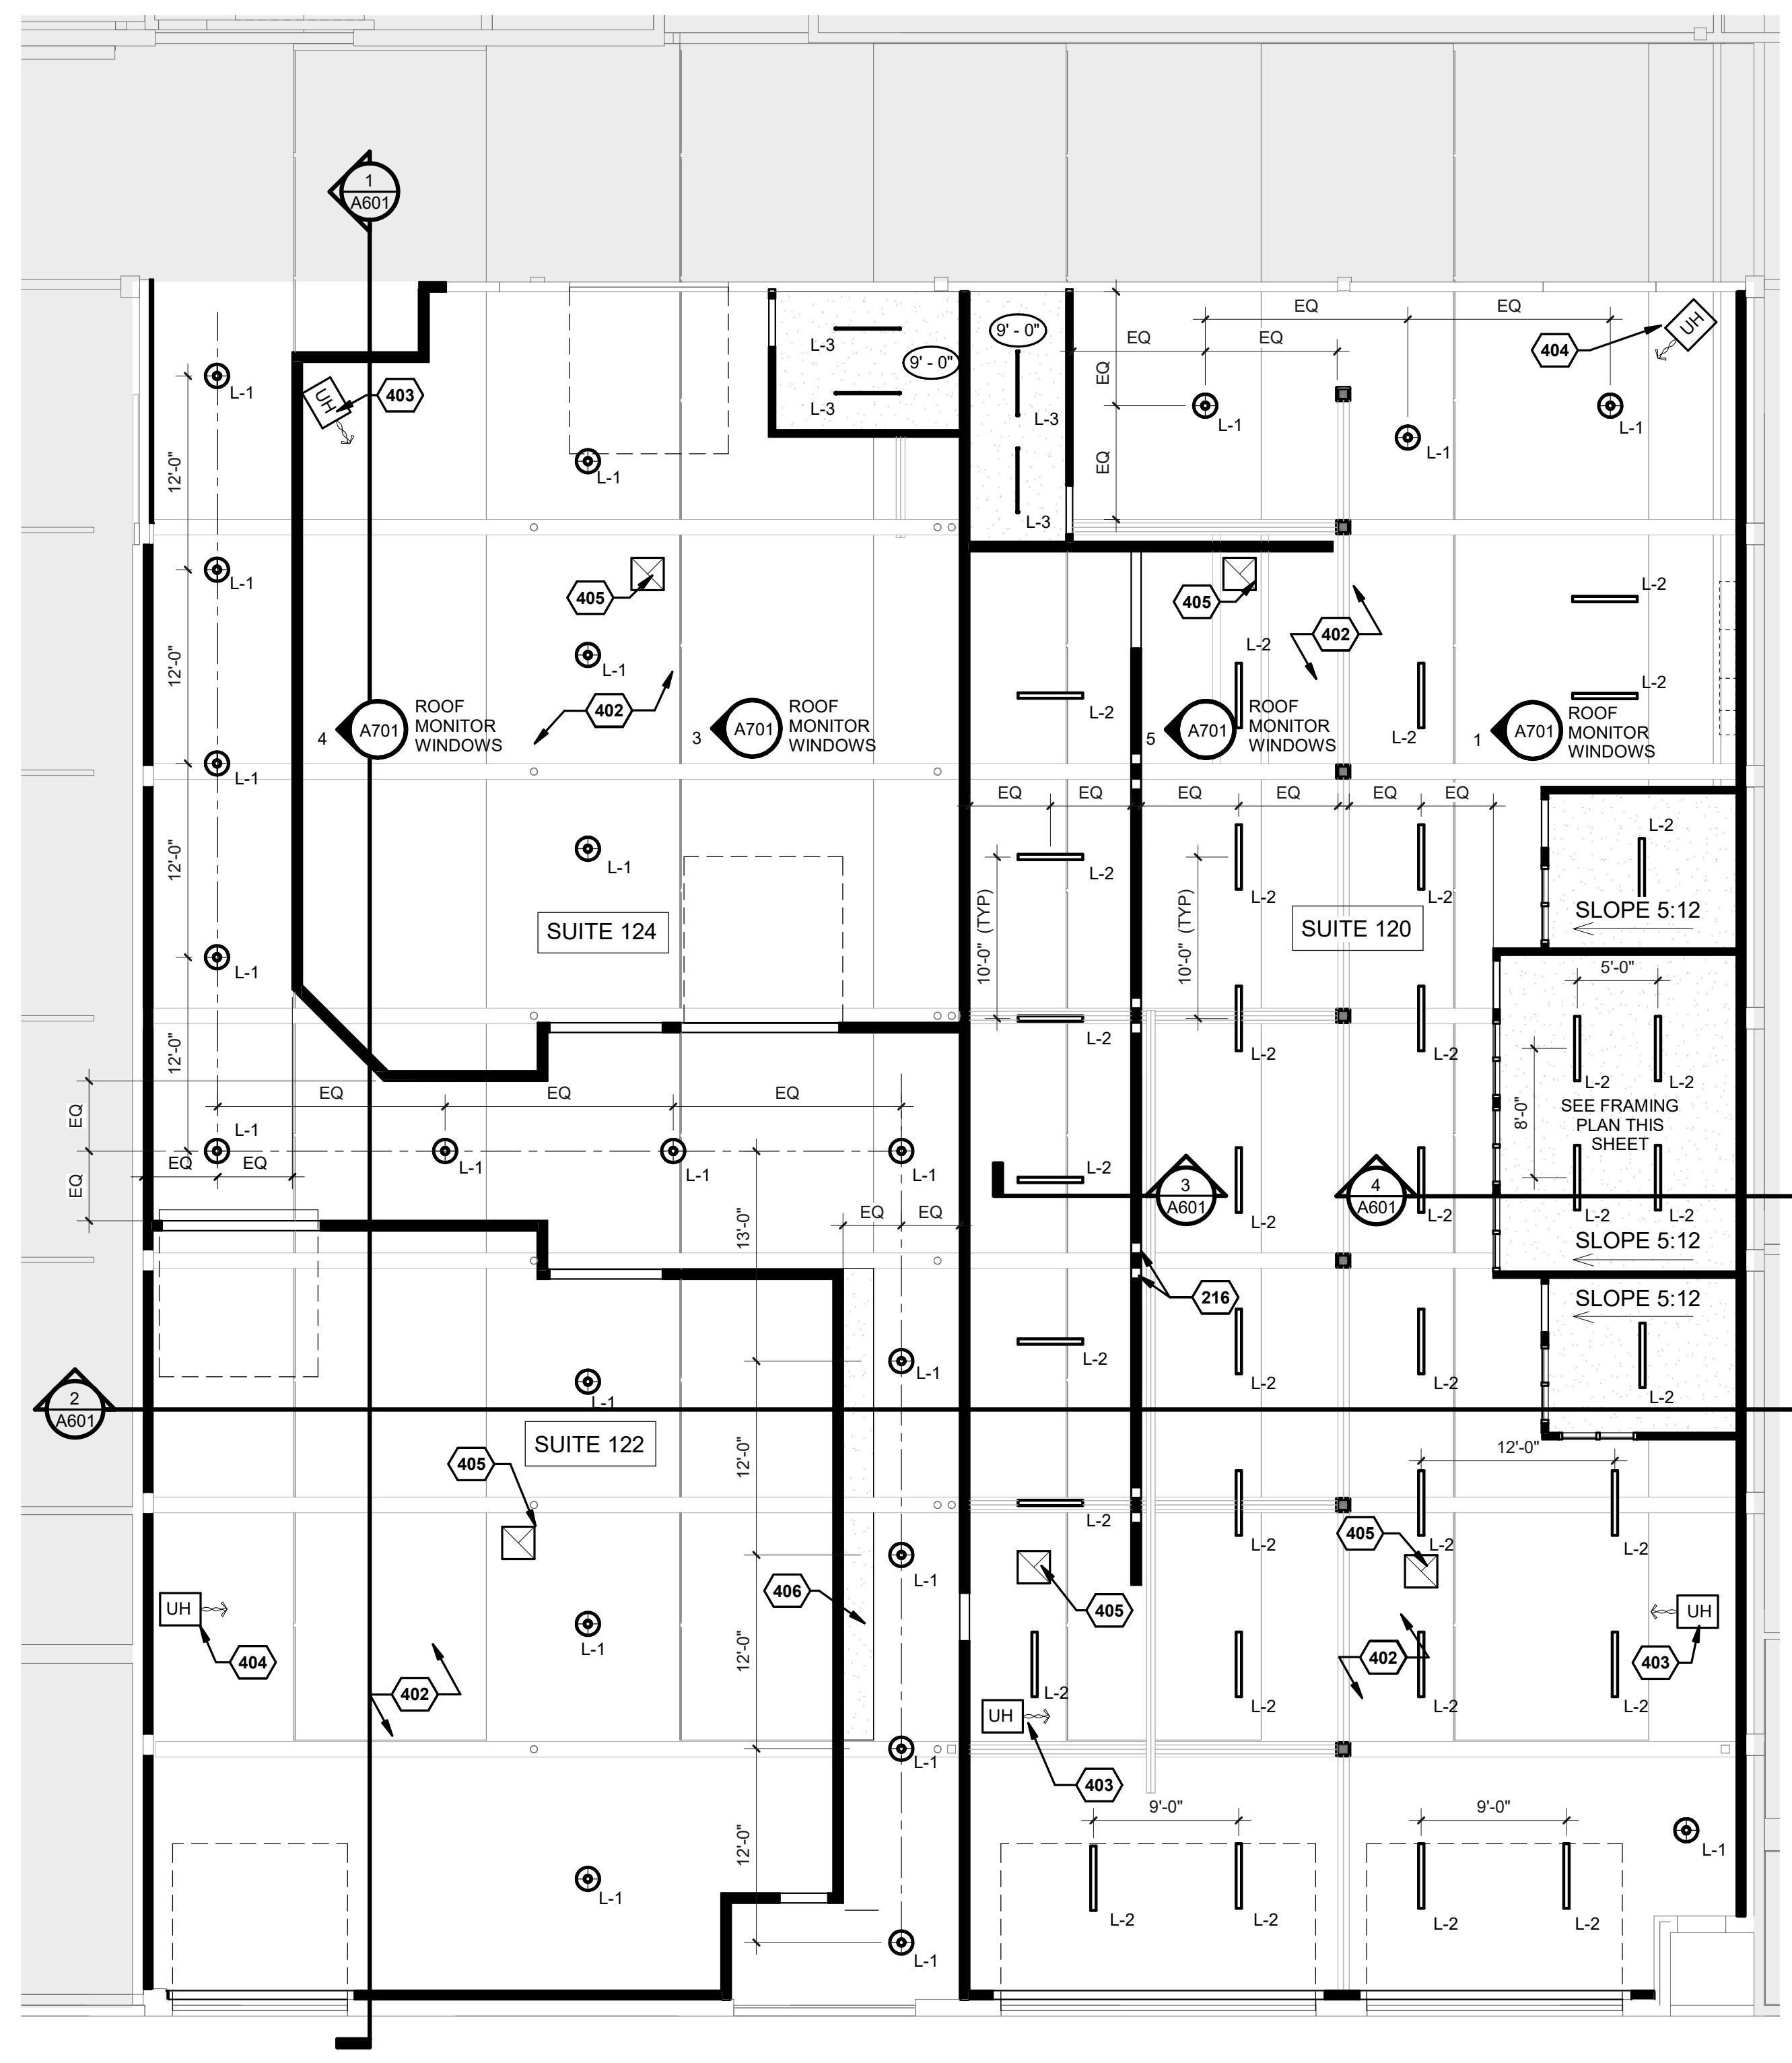 1
A601
EQ
EQ
UH
404
9' - 0"
EQ
EQ
L-3
9' - 0"
EQ
L-1
UH
403
L-3
L-3
L-1
L-1
L-1
12'-0"
EQ
L-1
L-3
L-1
405
405
L-2
402
L-2
12'-0"
L-1
L-2
402
L-2
4
A701
ROOF
MONITOR
WINDOWS
3
A701
ROOF
MONITOR
WINDOWS
5
A701
ROOF
MONITOR
WINDOWS
L-2
1
A701
ROOF
MONITOR
WINDOWS
L-1
EQ
EQ
EQ
EQ
EQ
EQ
L-2
12'-0"
L-1
L-2
L-2
L-2
SLOPE 5:12
SUITE 124
10'-0" (TYP)
10'-0" (TYP)
SUITE 120
L-1
5'-0"
12'-0"
L-2
L-2
L-2
L-2
L-2
EQ
EQ
EQ
EQ
SEE FRAMING
PLAN THIS
SHEET
8'-0"
L-1
L-1
L-1
L-1
EQ
EQ
EQ
L-2
3
A601
4
A601
L-2
L-2
L-2
L-2
13'-0"
EQ
EQ
SLOPE 5:12
216
SLOPE 5:12
L-2
L-1
L-2
L-2
L-2
2
A601
L-1
SUITE 122
12'-0"
12'-0"
405
L-2
405
L-2
L-2
L-2
L-1
406
405
UH
UH
404
12'-0"
L-1
402
403
402
L-2
L-2
L-2
L-2
UH
L-1
403
9'-0"
9'-0"
12'-0"
L-1
L-1
L-2
L-2
L-2
L-2
L-1